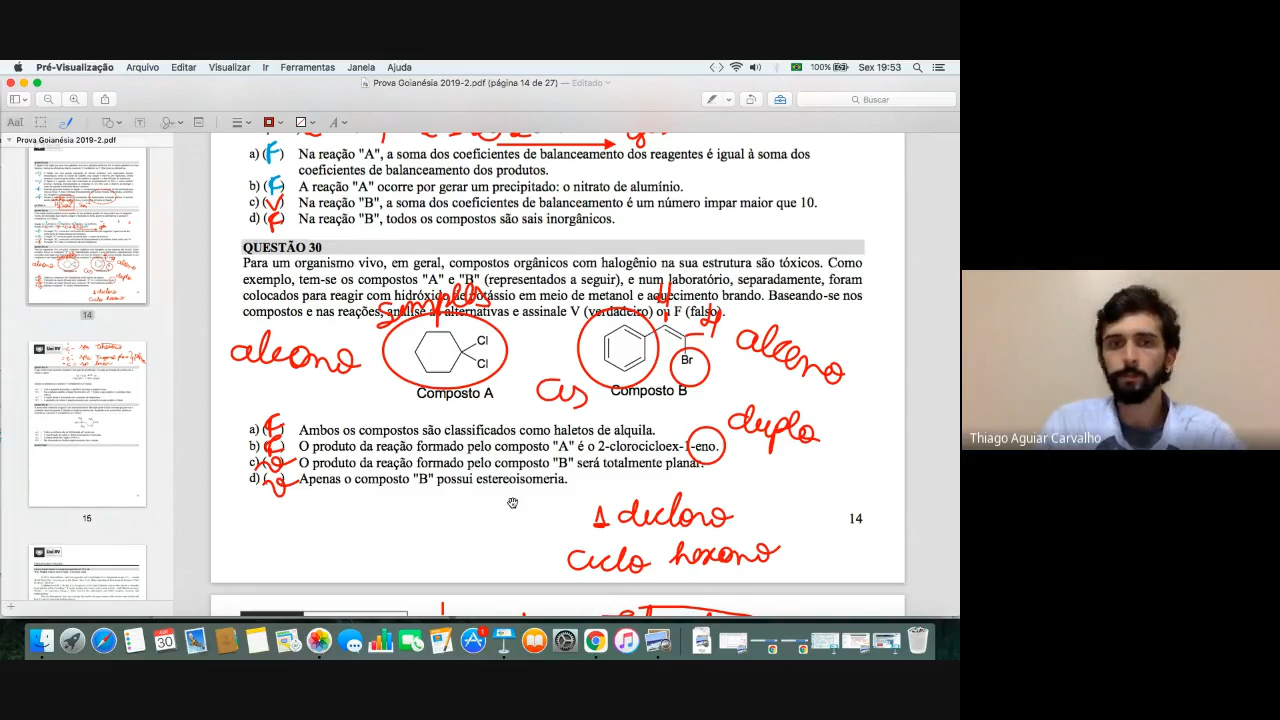 Pré-Visualização Arquivo Editar Visualizar Ir Ferramentas Janela Ajuda 100% Sex 19:53
Prova Goianésia 2019-2.pdf (página 14 de 27) — Editado
Buscar
Prova Goianésia 2019-2.pdf
14
15
a) (F) Na reação "A", a soma dos coeficientes de balanceamento dos reagentes é igual à soma dos
coeficientes de balanceamento dos produtos.
b) (F) A reação "A" ocorre por gerar um precipitado: o nitrato de alumínio.
c) (V) Na reação "B", a soma dos coeficientes de balanceamento é um número impar maior que 10.
d) (F) Na reação "B", todos os compostos são sais inorgânicos.
QUESTÃO 30
Para um organismo vivo, em geral, compostos com halogênio na sua estrutura são tóxicos. Como
exemplo, tem-se os compostos "A" e "B" (representados a seguir), e num laboratório, separadamente, foram
colocados para reagir com hidróxido de potássio em meio de metanol e aquecimento brando. Baseando-se nos
compostos e nas reações, analise as alternativas e assinale V (verdadeiro) ou F (falso).
simples
H
H
alcano
Cl
Cl
Br
alceno
Composto A
cis
Composto B
dupla
a) (F) Ambos os compostos são classificados como haletos de alquila.
b) (F) O produto da reação formado pelo composto "A" é o 2-clorocicloex-1-eno.
c) ( ) O produto da reação formado pelo composto "B" será totalmente planar.
d) (V) Apenas o composto "B" possui estereoisomeria.
1 dicloro
14
ciclo hexano
Thiago Aguiar Carvalho